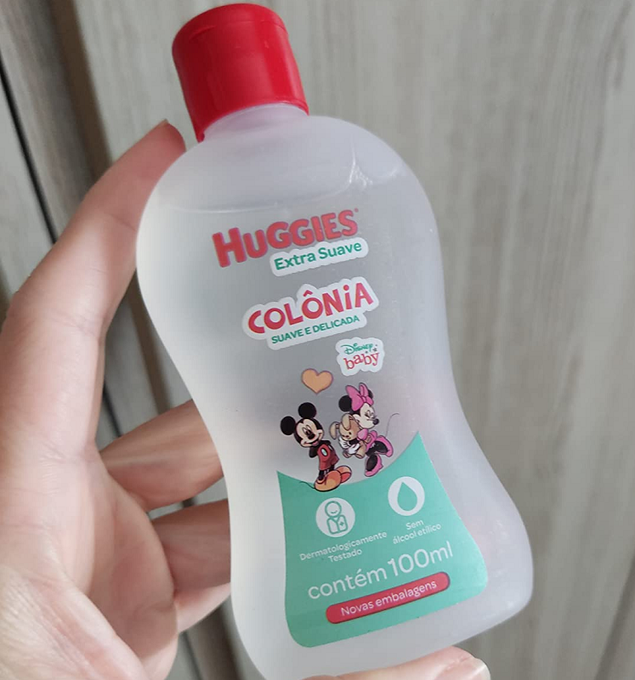 HUGGIES
Extra Suave
COLÔNiA
SUAVE E DELICADA
Disney
baby
Dermatologicamente
Testado
Sem
álcool etílico
contém 100ml
Novas embalagens